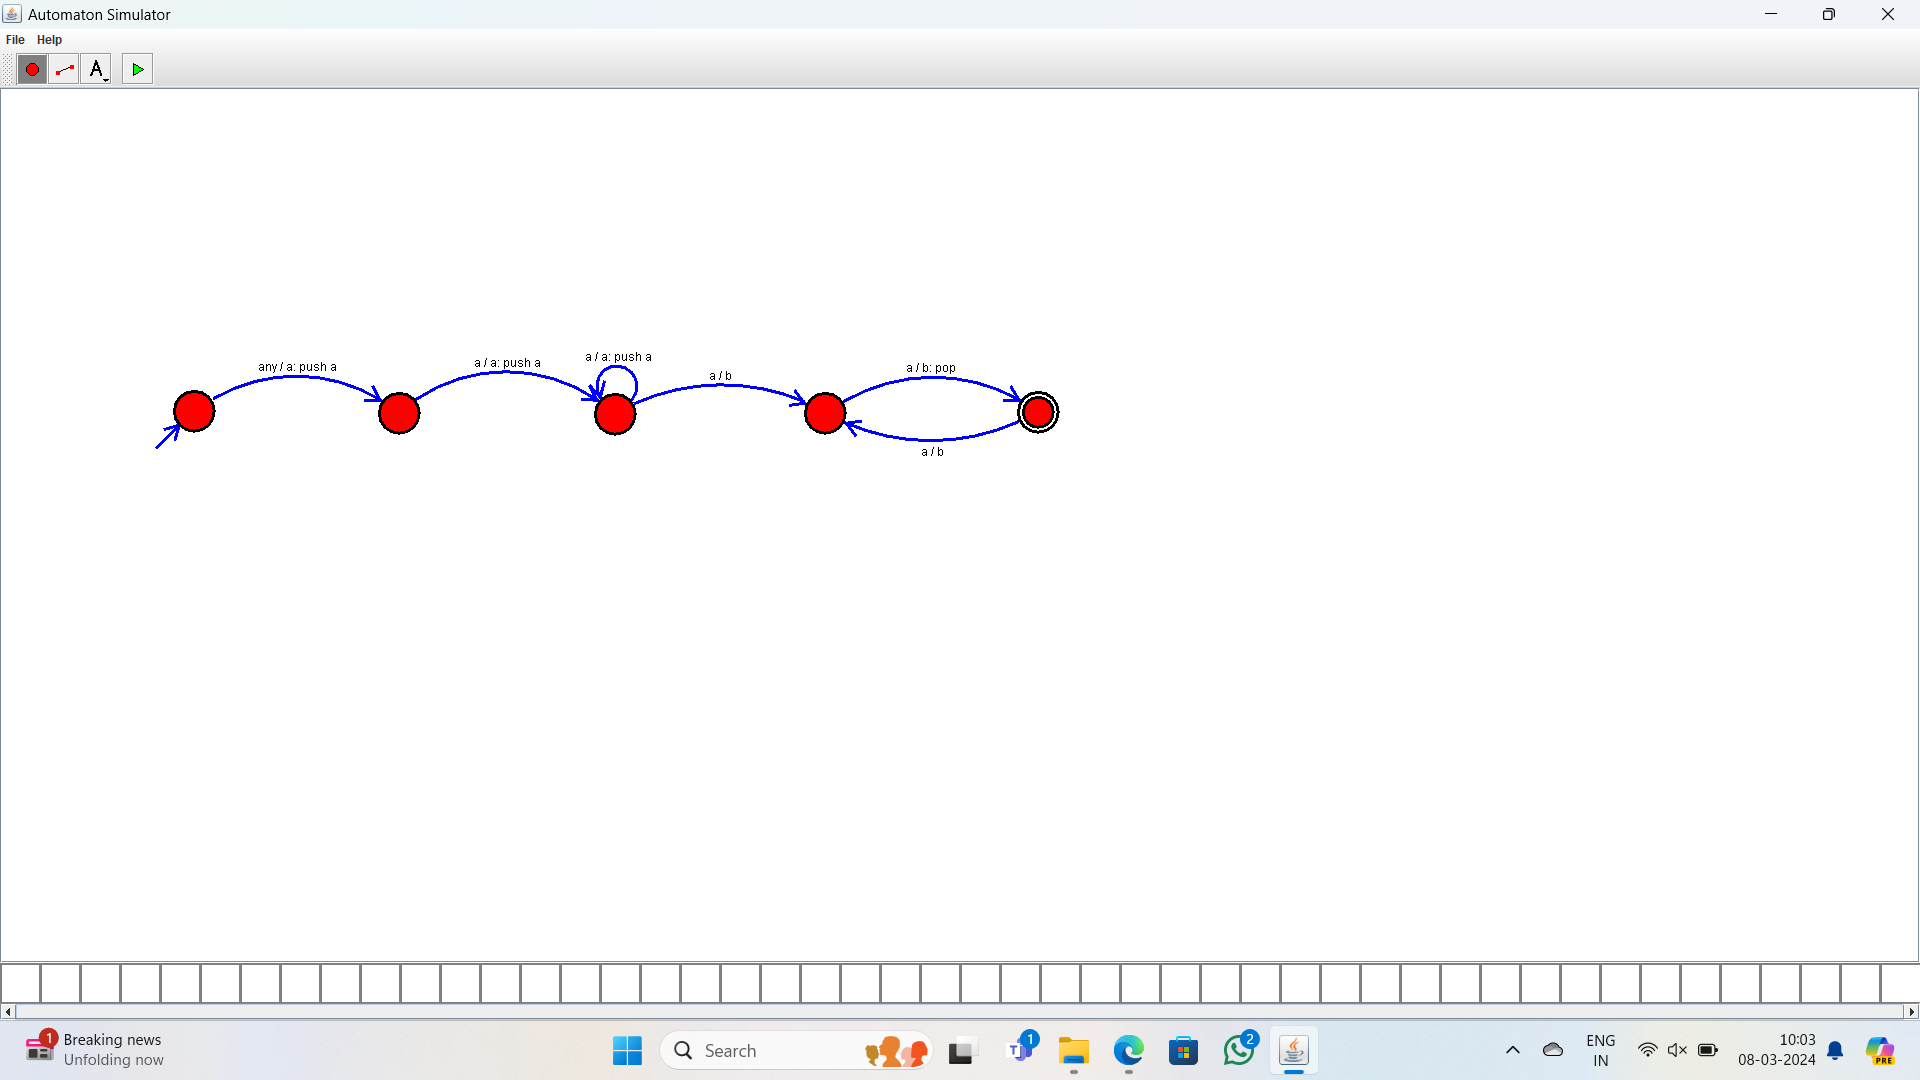 Automaton Simulator
File Help
A
any / a: push a
a / a: push a
a / a: push a
a / b
a / b: pop
a / b
1
Breaking news
Unfolding now
Search
1
2
ENG
IN
10:03
08-03-2024
PRE